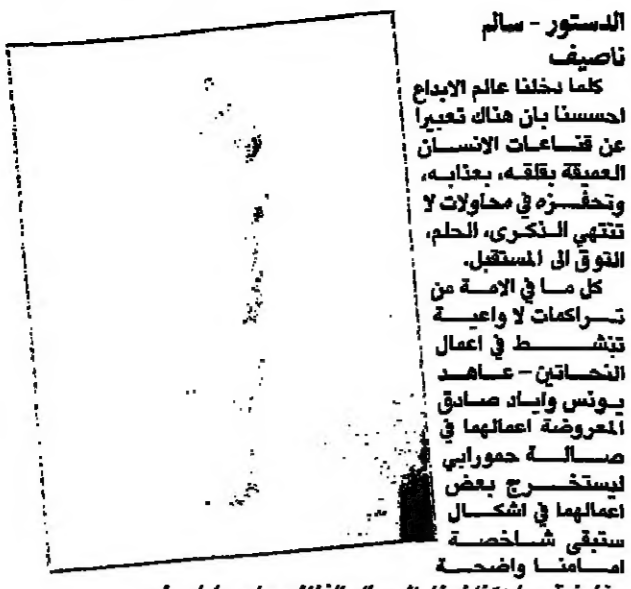 الدستور - سالم
ناصيف
كلما دخلنا عالم الابداع
احسسنا بان هناك تعبيرا
عن قناعات الانسان
العميقة بقلقه، بعذابه،
وتحفزه في محاولات لا
تنتهي الذكرى، الحلم،
التوق الى المستقبل.
كل ما في الامة من
تراكمات لا واعية
تنشط في اعمال
النحاتين - عاهد
يونس واياد صادق
المعروضة اعمالهما في
صالة حمورابي
ليستخرج بعض
اعمالهما في اشكال
ستبقى شاخصة
امامنا واضحة